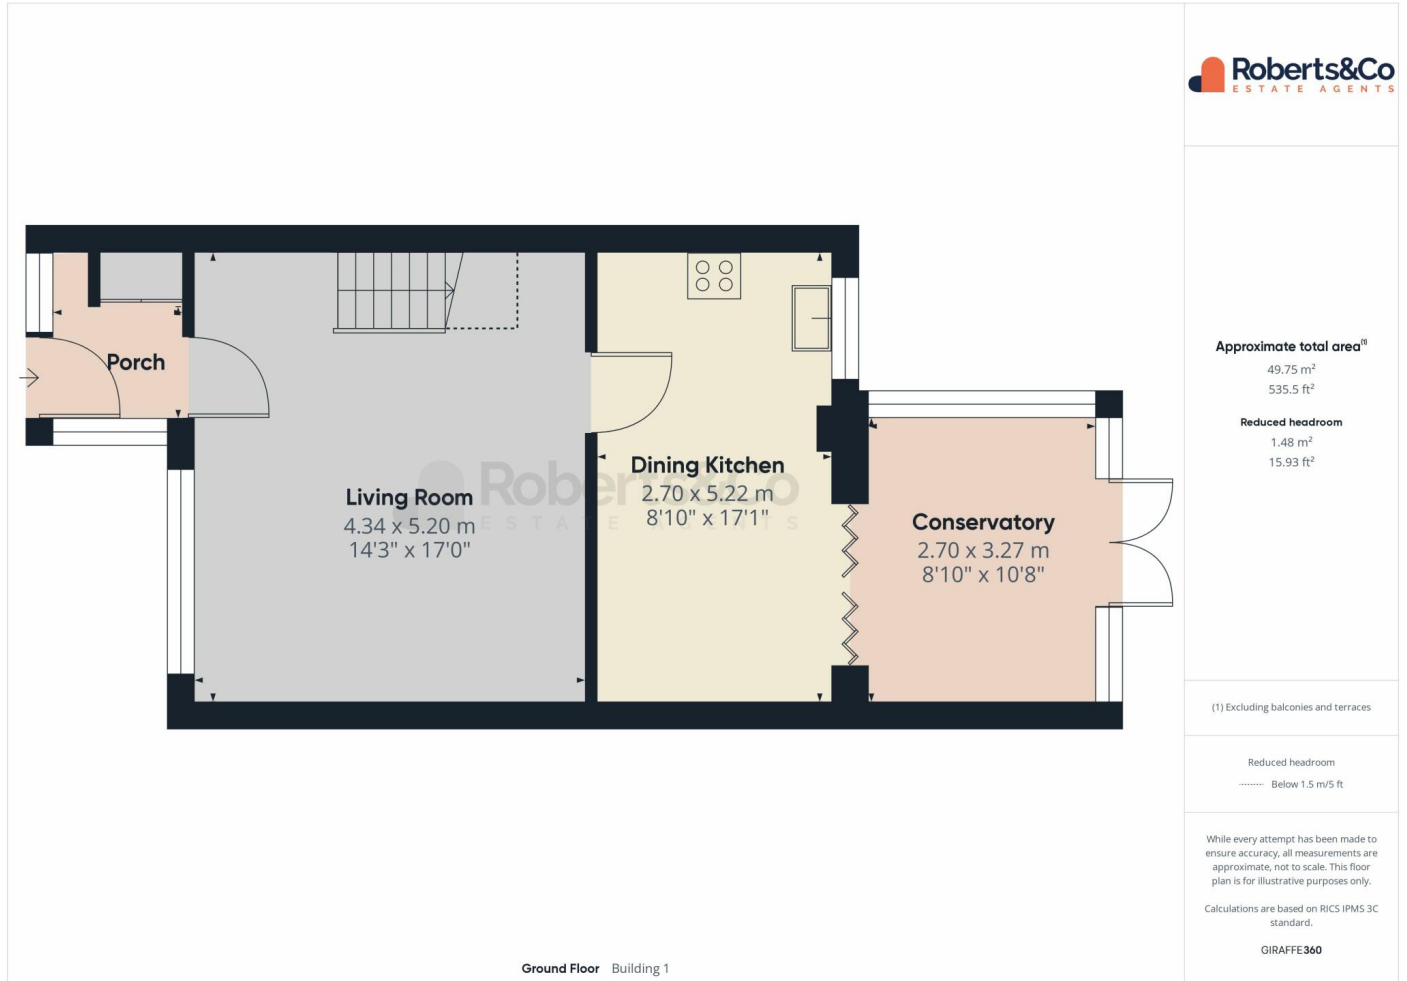 Roberts&Co
ESTATE AGENTS
Porch
Living Room
4.34 x 5.20 m
14'3" x 17'0"
Dining Kitchen
2.70 x 5.22 m
8'10" x 17'1"
Conservatory
2.70 x 3.27 m
8'10" x 10'8"
Roberts&Co
ESTATE AGENTS
Ground Floor Building 1
Approximate total area(1)
49.75 m²
535.5 ft²
Reduced headroom
1.48 m²
15.93 ft²
(1) Excluding balconies and terraces
Reduced headroom
Below 1.5 m/5 ft
While every attempt has been made to
ensure accuracy, all measurements are
approximate, not to scale. This floor
plan is for illustrative purposes only.
Calculations are based on RICS IPMS 3C
standard.
GIRAFFE360